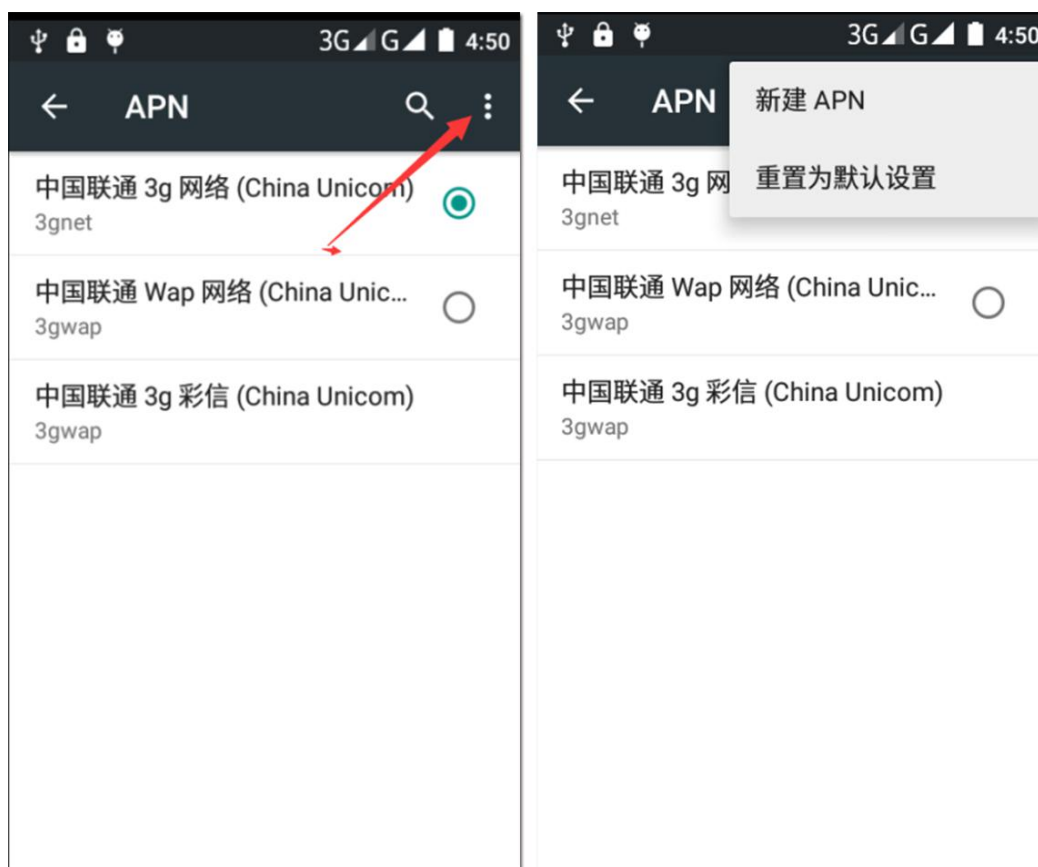 3G G 4:50
APN
中国联通 3g 网络 (China Unicom)
3gnet
中国联通 Wap 网络 (China Unic...
3gwap
中国联通 3g 彩信 (China Unicom)
3gwap
3G G 4:50
APN
新建 APN
重置为默认设置
中国联通 3g 网
3gnet
中国联通 Wap 网络 (China Unic...
3gwap
中国联通 3g 彩信 (China Unicom)
3gwap